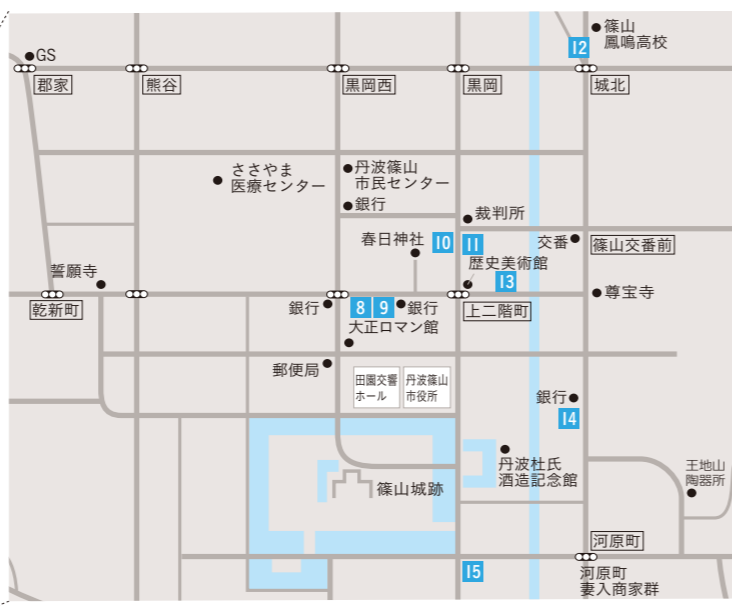 篠山
鳳鳴高校
12
GS
郡家
熊谷
黒岡西
黒岡
城北
ささやま
医療センター
丹波篠山
市民センター
銀行
裁判所
春日神社
10
11
交番
篠山交番前
歴史美術館
13
誓願寺
乾新町
銀行
8
9
銀行
上二階町
尊宝寺
大正ロマン館
郵便局
田園交響
ホール
丹波篠山
市役所
銀行
14
丹波杜氏
酒造記念館
王地山
陶器所
篠山城跡
河原町
15
河原町
妻入商家群